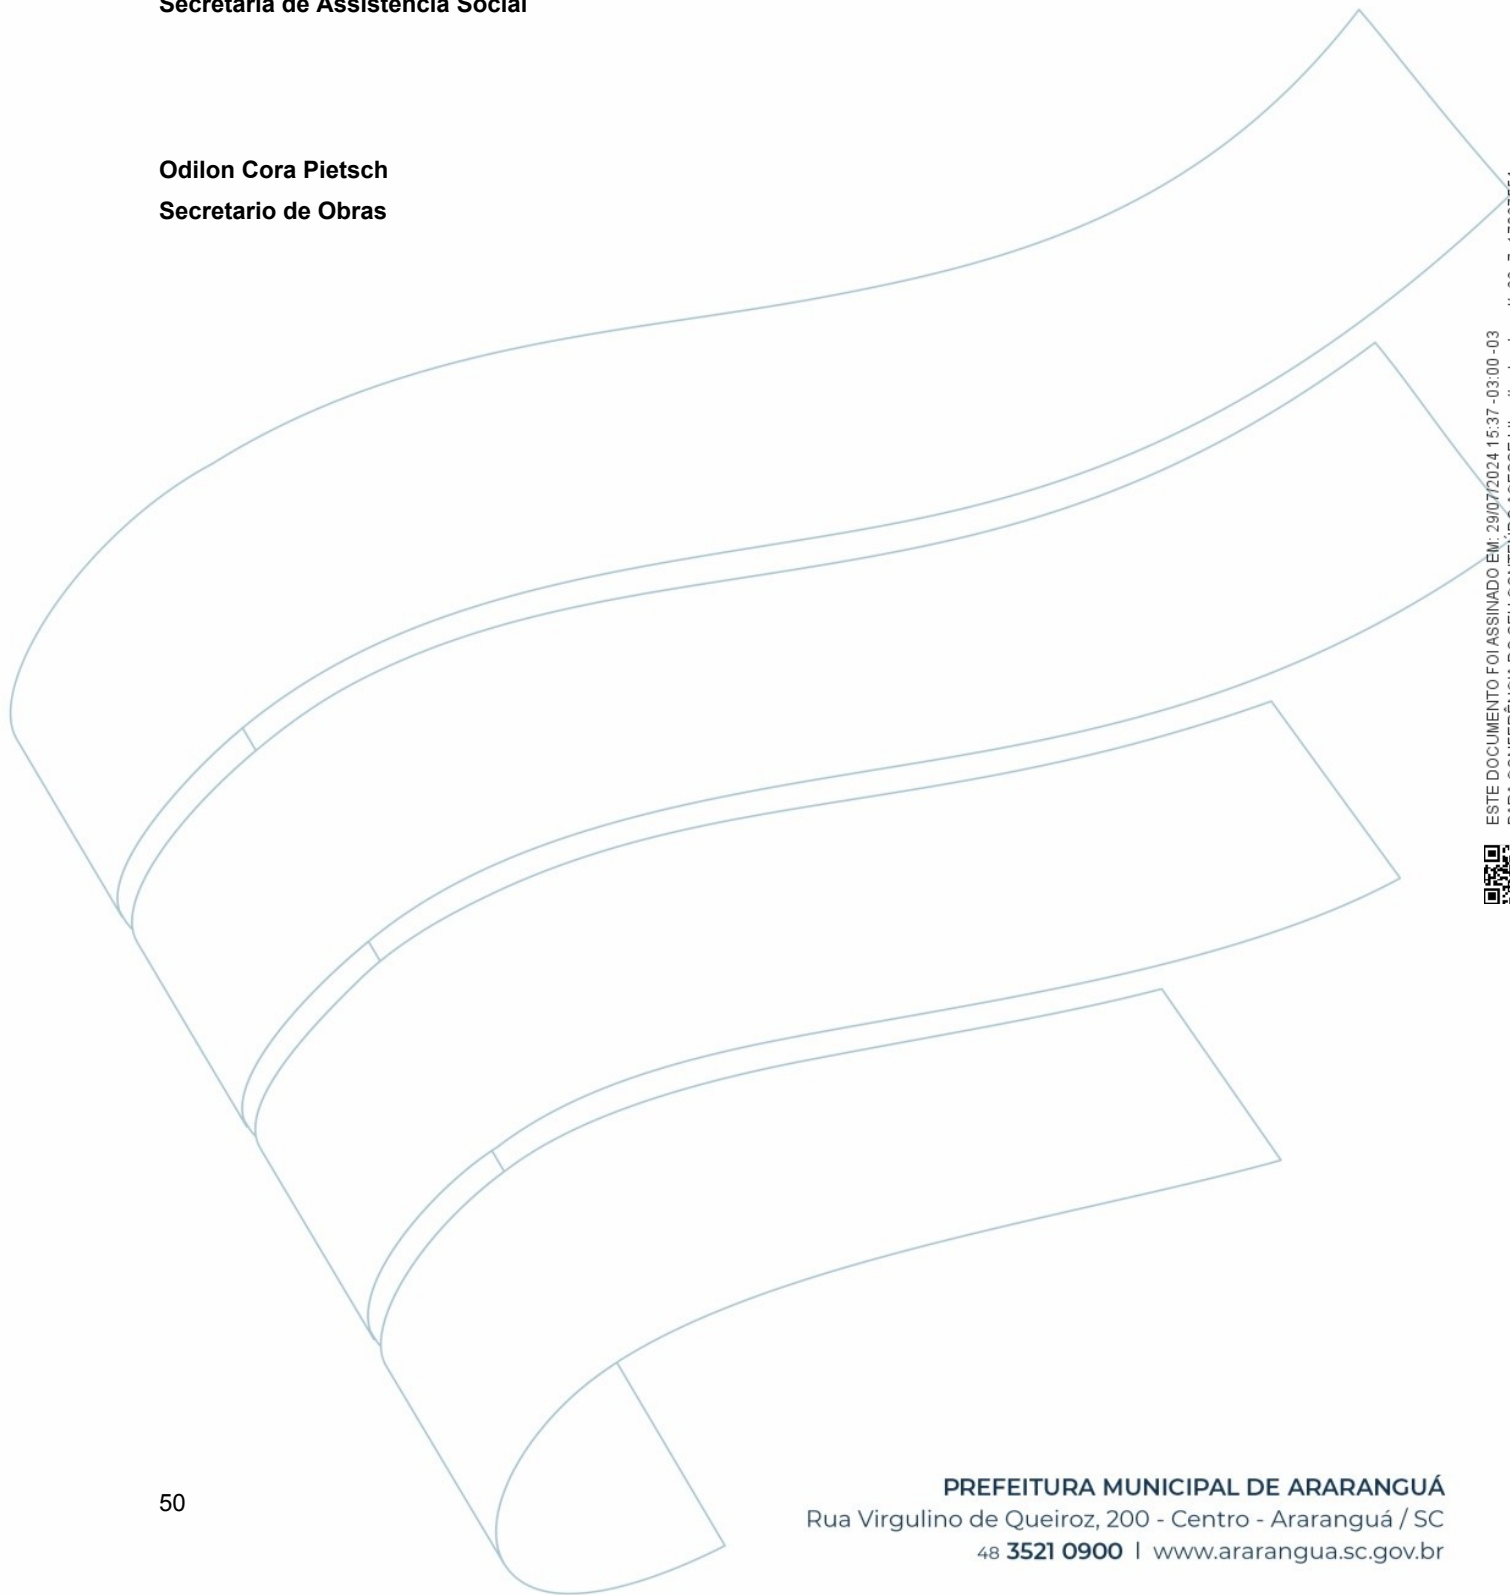 Secretaria de Assistência Social
Odilon Cora Pietsch
Secretario de Obras
ESTE DOCUMENTO FOI ASSINADO EM: 29/07/2024 15:37 -03:00 -03
50
PREFEITURA MUNICIPAL DE ARARANGUÁ
Rua Virgulino de Queiroz, 200 - Centro - Araranguá / SC
48 3521 0900 | www.ararangua.sc.gov.br